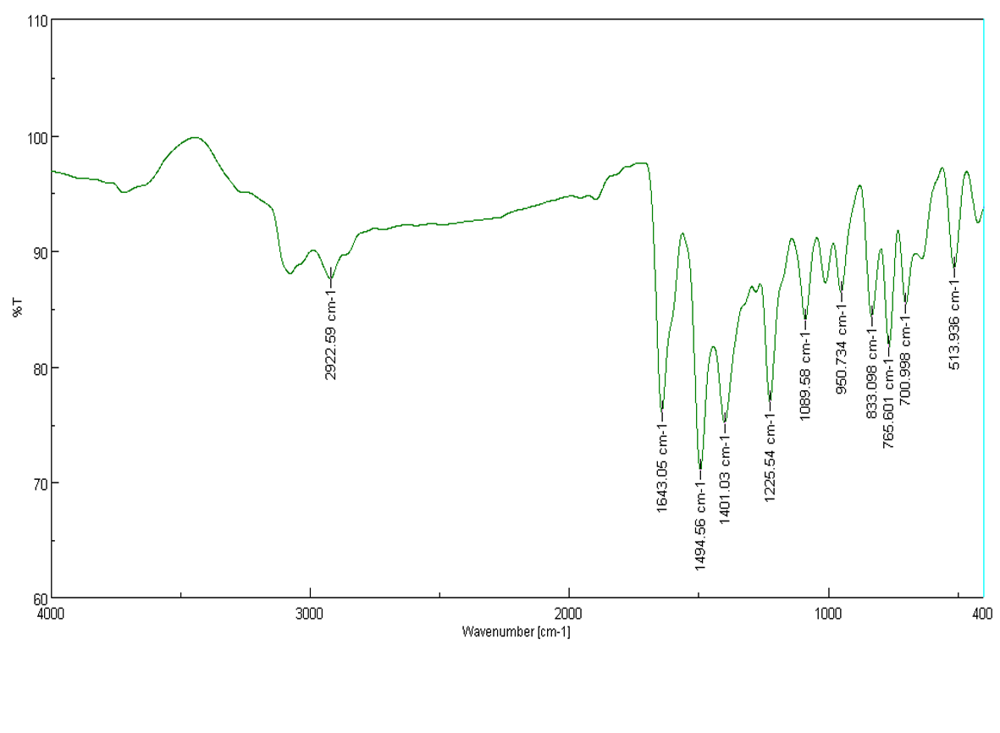 110
100
90
80
70
60
%T
4000
3000
2000
1000
400
Wavenumber [cm-1]
2922.59 cm-1
1643.05 cm-1
1494.56 cm-1
1401.03 cm-1
1225.54 cm-1
1089.58 cm-1
950.734 cm-1
833.098 cm-1
765.601 cm-1
700.998 cm-1
513.936 cm-1